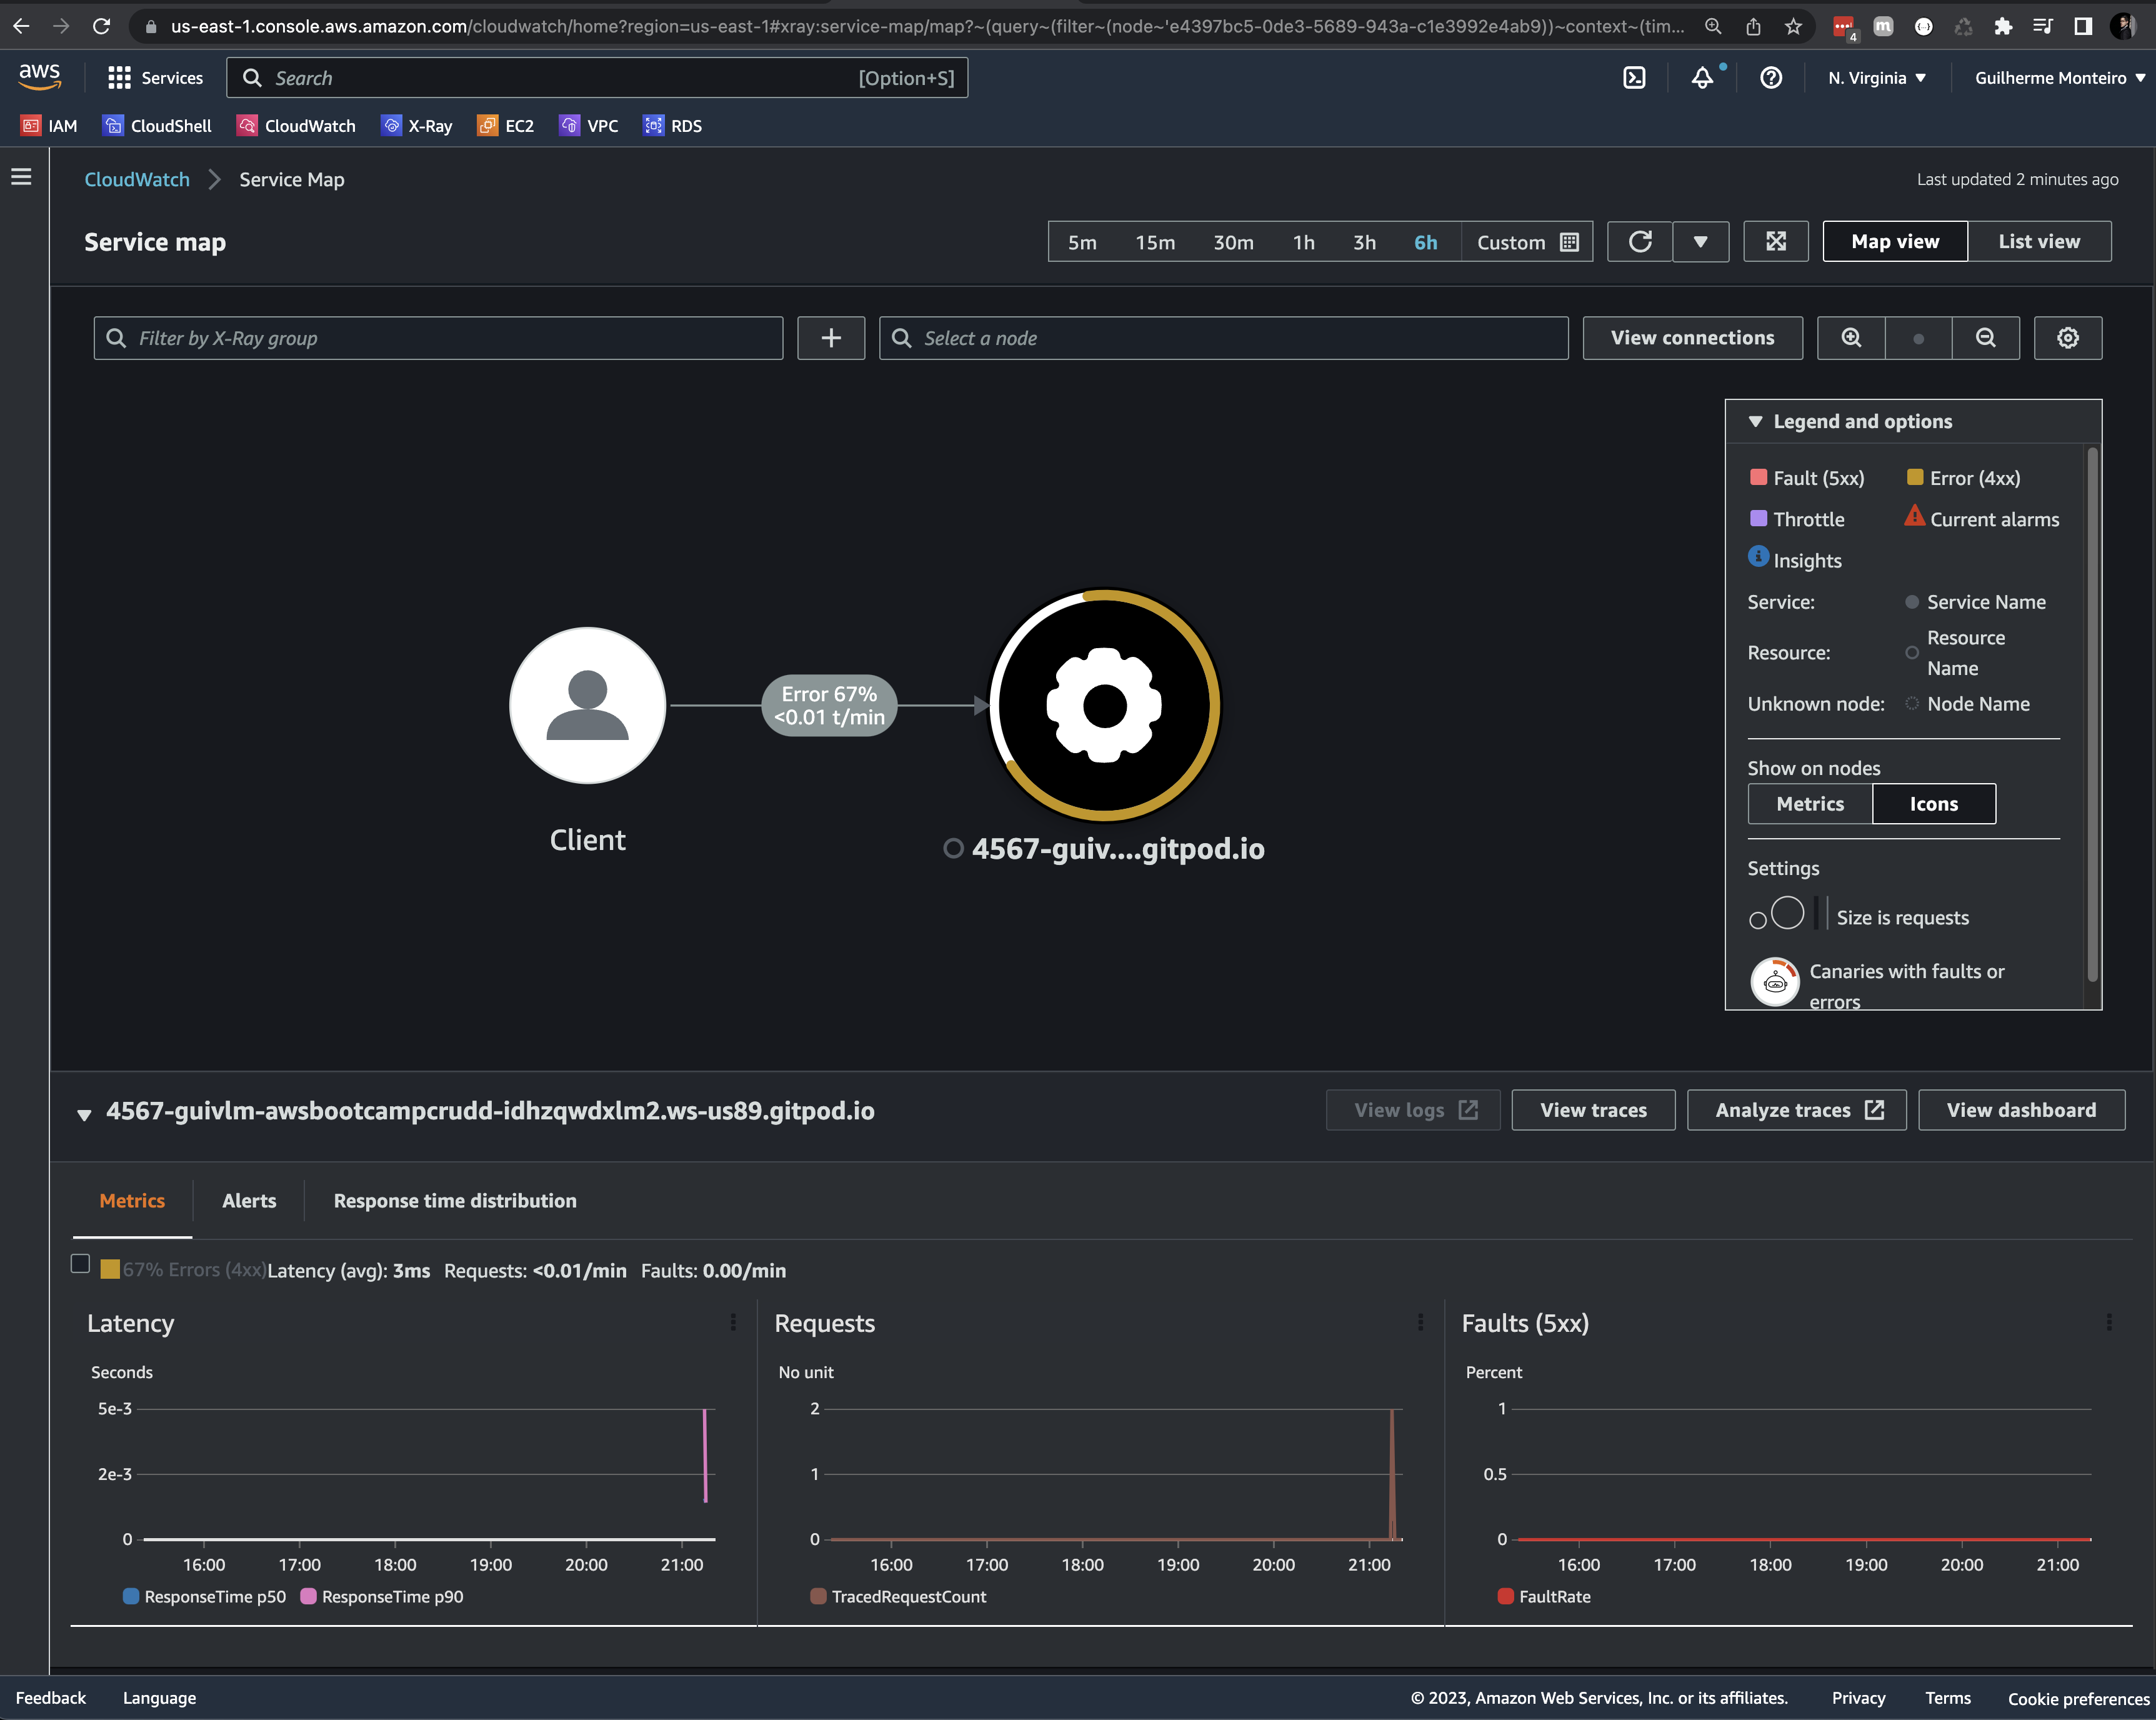 us-east-1.console.aws.amazon.com/cloudwatch/home?region=us-east-1#xray:service-map/map?~(query~(filter~(node~'e4397bc5-0de3-5689-943a-c1e3992e4ab9))~context~(tim...
4
m
aws
Services
Search
[Option+S]
N. Virginia
Guilherme Monteiro
IAM
CloudShell
CloudWatch
X-Ray
EC2
VPC
RDS
CloudWatch
Service Map
Last updated 2 minutes ago
Service map
5m
15m
30m
1h
3h
6h
Custom
Map view
List view
Filter by X-Ray group
Select a node
View connections
Legend and options
Fault (5xx)
Error (4xx)
Throttle
Current alarms
Insights
Service:
Service Name
Resource:
Resource
Name
Unknown node:
Node Name
Show on nodes
Metrics
Icons
Settings
Size is requests
Canaries with faults or
errors
Error 67%
<0.01 t/min
Client
4567-guiv....gitpod.io
4567-guivlm-awsbootcampcrudd-idhzqwdxlm2.ws-us89.gitpod.io
View logs
View traces
Analyze traces
View dashboard
Metrics
Alerts
Response time distribution
67% Errors (4xx)Latency (avg): 3ms Requests: <0.01/min Faults: 0.00/min
Latency
Seconds
5e-3
2e-3
0
16:00
17:00
18:00
19:00
20:00
21:00
ResponseTime p50
ResponseTime p90
Requests
No unit
2
1
0
16:00
17:00
18:00
19:00
20:00
21:00
TracedRequestCount
Faults (5xx)
Percent
1
0.5
0
16:00
17:00
18:00
19:00
20:00
21:00
FaultRate
Feedback
Language
© 2023, Amazon Web Services, Inc. or its affiliates.
Privacy
Terms
Cookie preferences